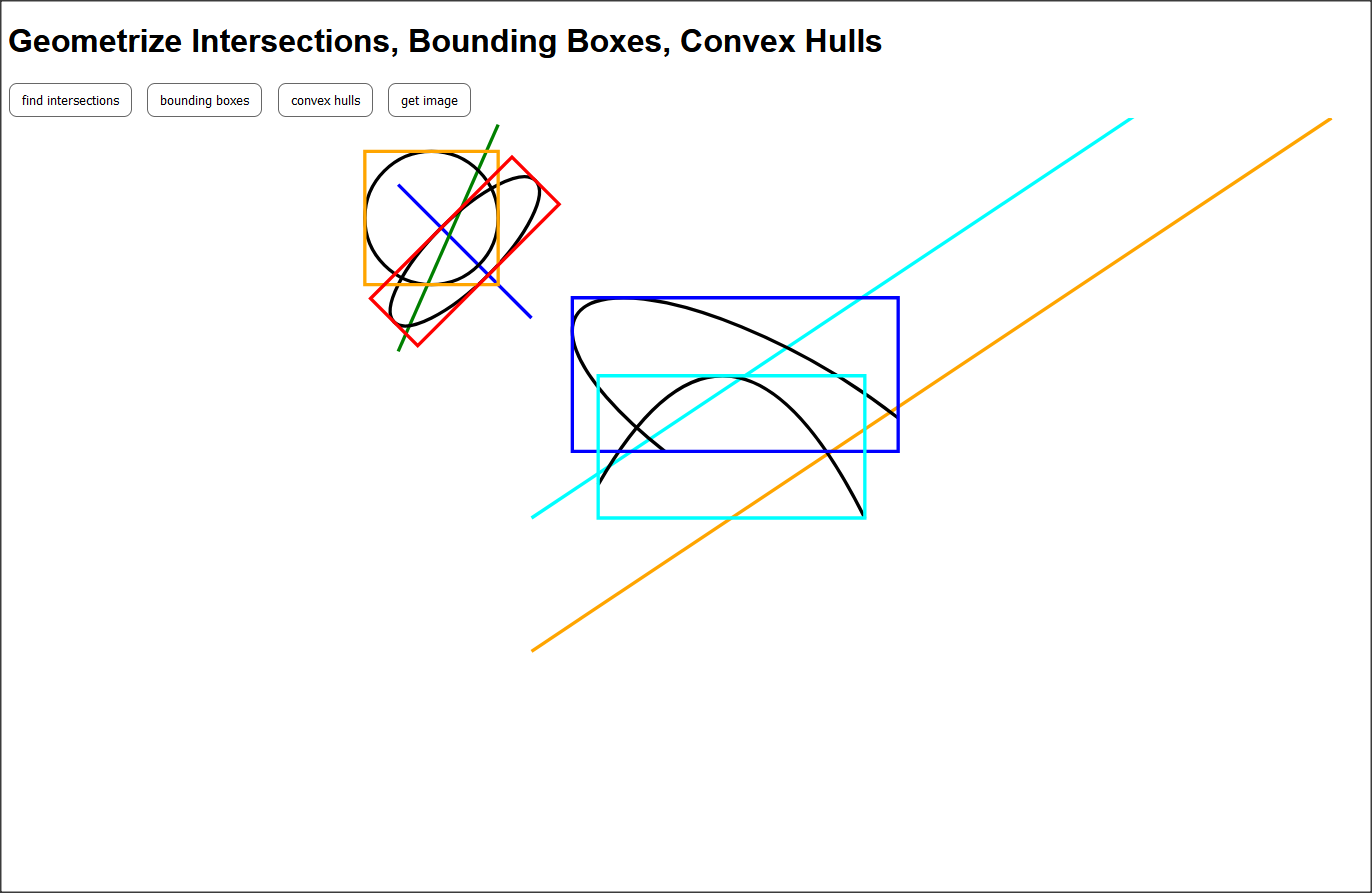 Geometrize Intersections, Bounding Boxes, Convex Hulls
find intersections bounding boxes convex hulls get image